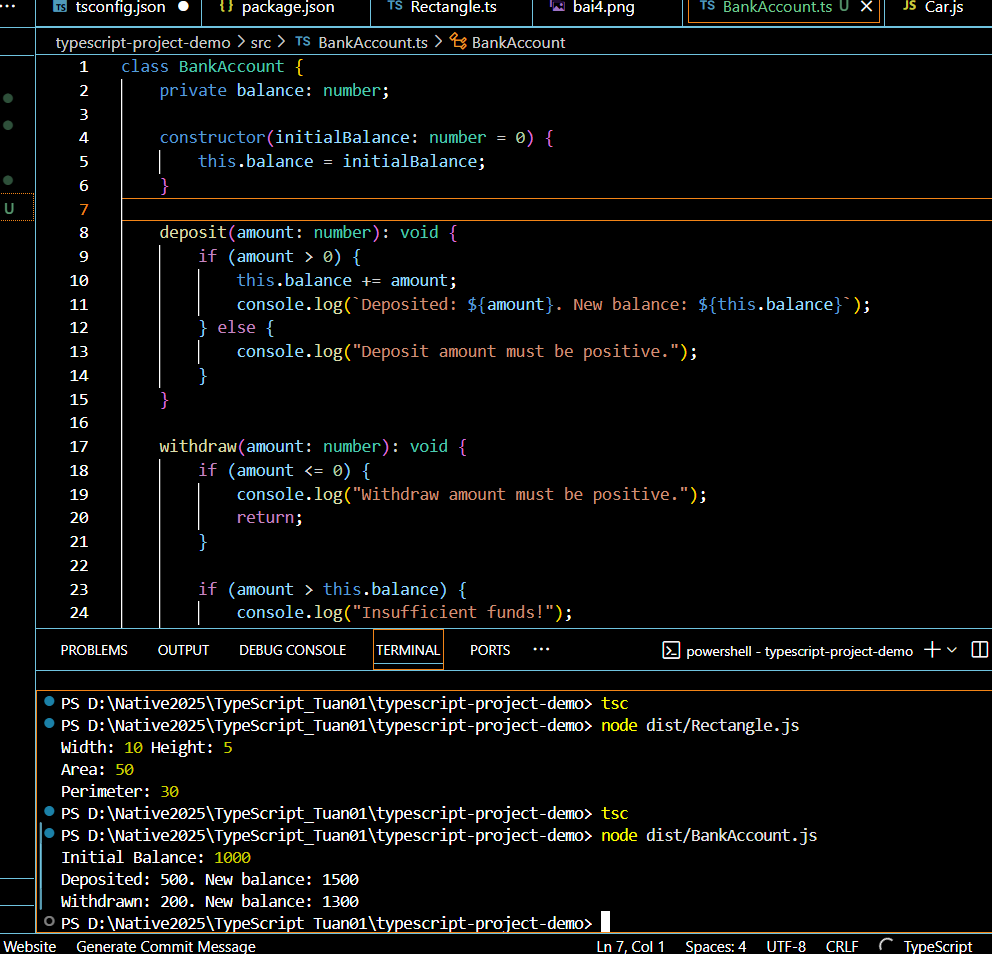 ··· TS tsconfig.json ● {} package.json TS Rectangle.ts bai4.png TS BankAccount.ts U × JS Car.js
typescript-project-demo > src > TS BankAccount.ts > BankAccount
1 class BankAccount {
2 private balance: number;
3
4 constructor(initialBalance: number = 0) {
5 this.balance = initialBalance;
6 }
U
7
8 deposit(amount: number): void {
9 if (amount > 0) {
10 this.balance += amount;
11 console.log(`Deposited: ${amount}. New balance: ${this.balance}`);
12 } else {
13 console.log("Deposit amount must be positive.");
14 }
15 }
16
17 withdraw(amount: number): void {
18 if (amount <= 0) {
19 console.log("Withdraw amount must be positive.");
20 return;
21 }
22
23 if (amount > this.balance) {
24 console.log("Insufficient funds!");
PROBLEMS OUTPUT DEBUG CONSOLE TERMINAL PORTS ··· powershell - typescript-project-demo
PS D:\Native2025\TypeScript_Tuan01\typescript-project-demo> tsc
PS D:\Native2025\TypeScript_Tuan01\typescript-project-demo> node dist/Rectangle.js
Width: 10 Height: 5
Area: 50
Perimeter: 30
PS D:\Native2025\TypeScript_Tuan01\typescript-project-demo> tsc
PS D:\Native2025\TypeScript_Tuan01\typescript-project-demo> node dist/BankAccount.js
Initial Balance: 1000
Deposited: 500. New balance: 1500
Withdrawn: 200. New balance: 1300
PS D:\Native2025\TypeScript_Tuan01\typescript-project-demo>
Website Generate Commit Message Ln 7, Col 1 Spaces: 4 UTF-8 CRLF TypeScript